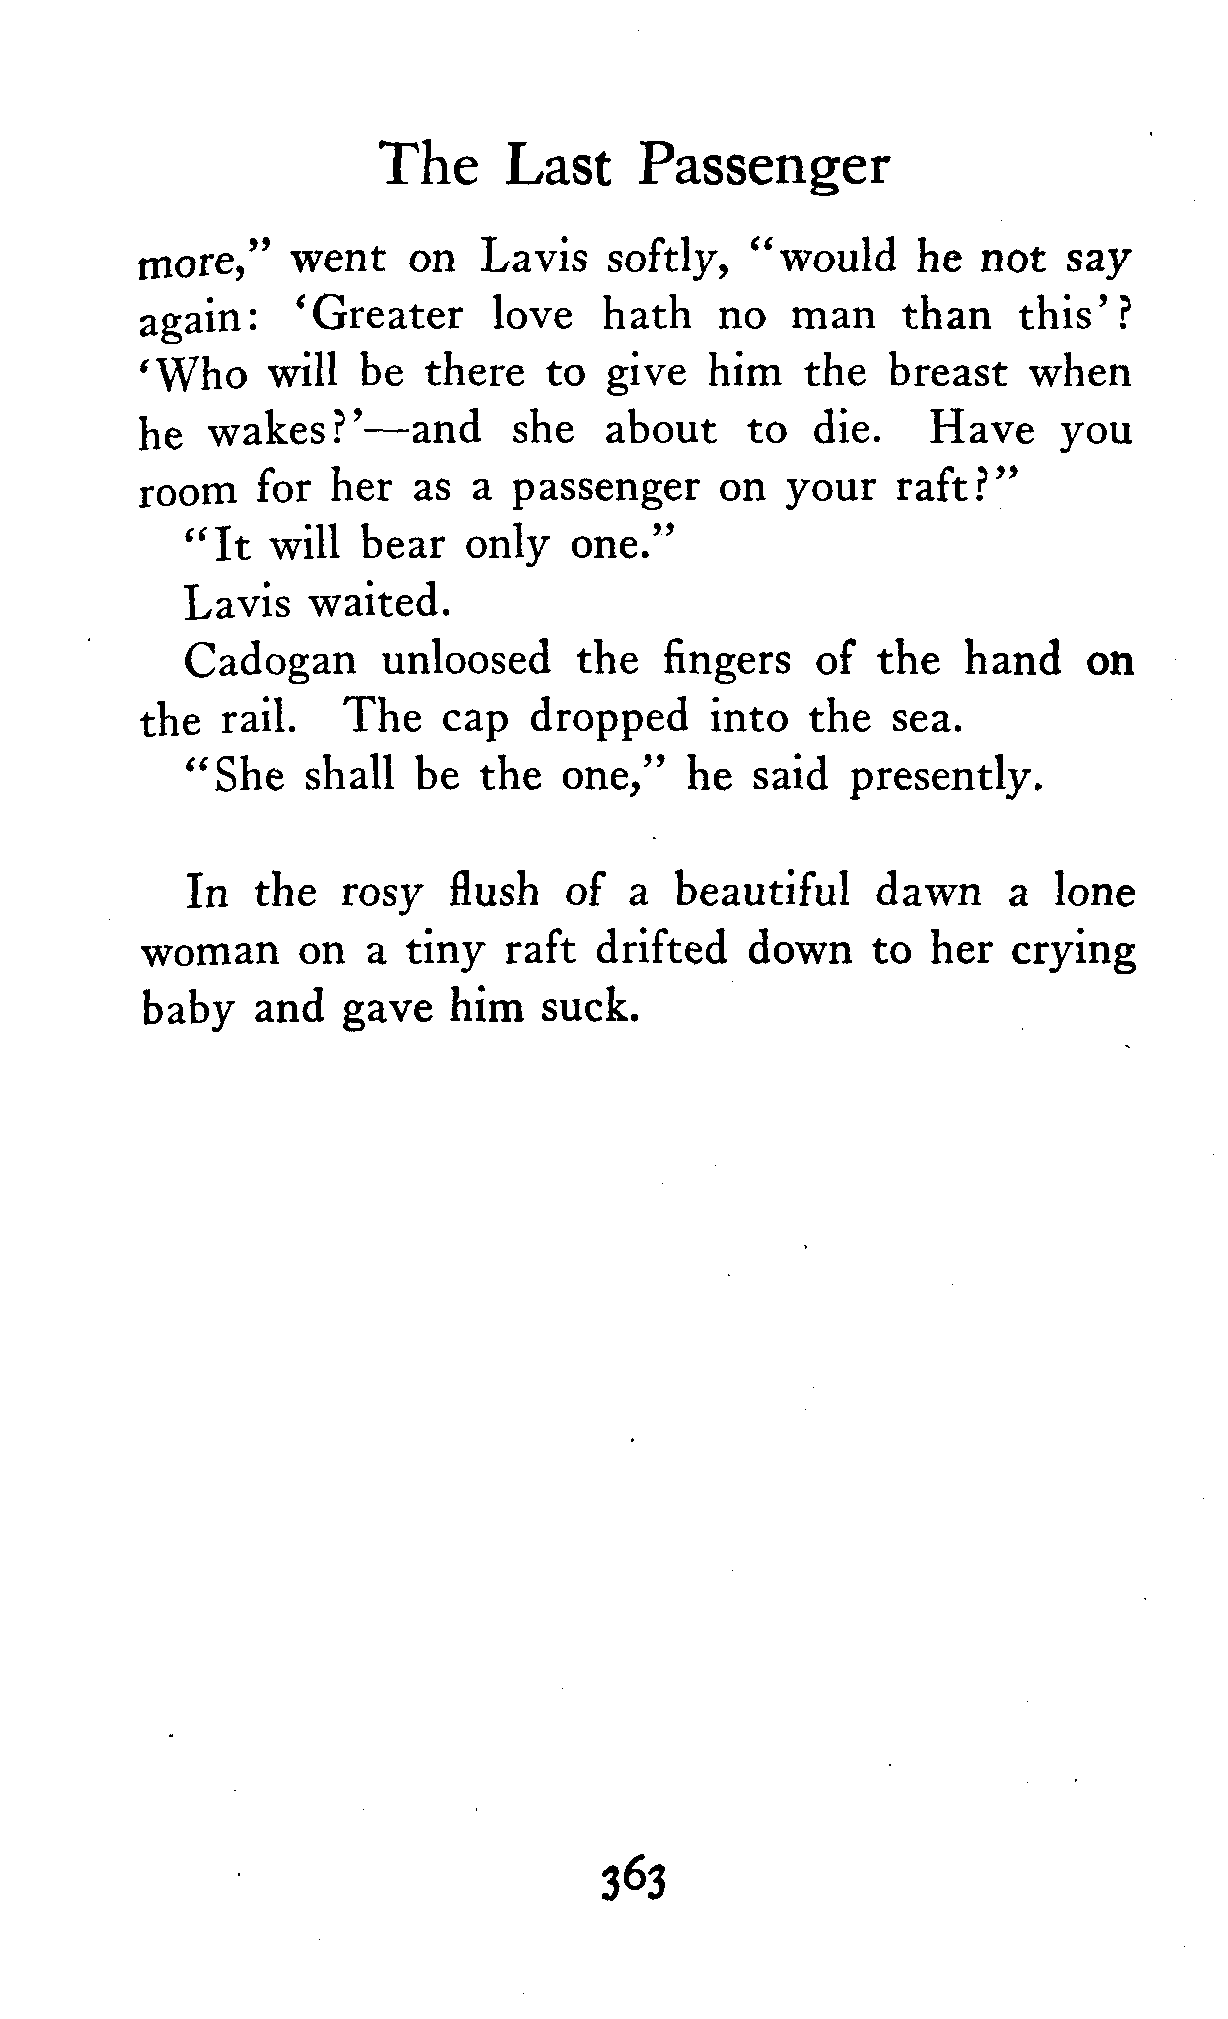 The Last Passenger
more,” went on Lavis softly, “would he not say
again: ‘Greater love hath no man than this’?
‘Who will be there to give him the breast when
he wakes?’—and she about to die. Have you
room for her as a passenger on your raft?”
“It will bear only one.”
Lavis waited.
Cadogan unloosed the fingers of the hand on
the rail. The cap dropped into the sea.
“She shall be the one,” he said presently.
In the rosy flush of a beautiful dawn a lone
woman on a tiny raft drifted down to her crying
baby and gave him suck.
363